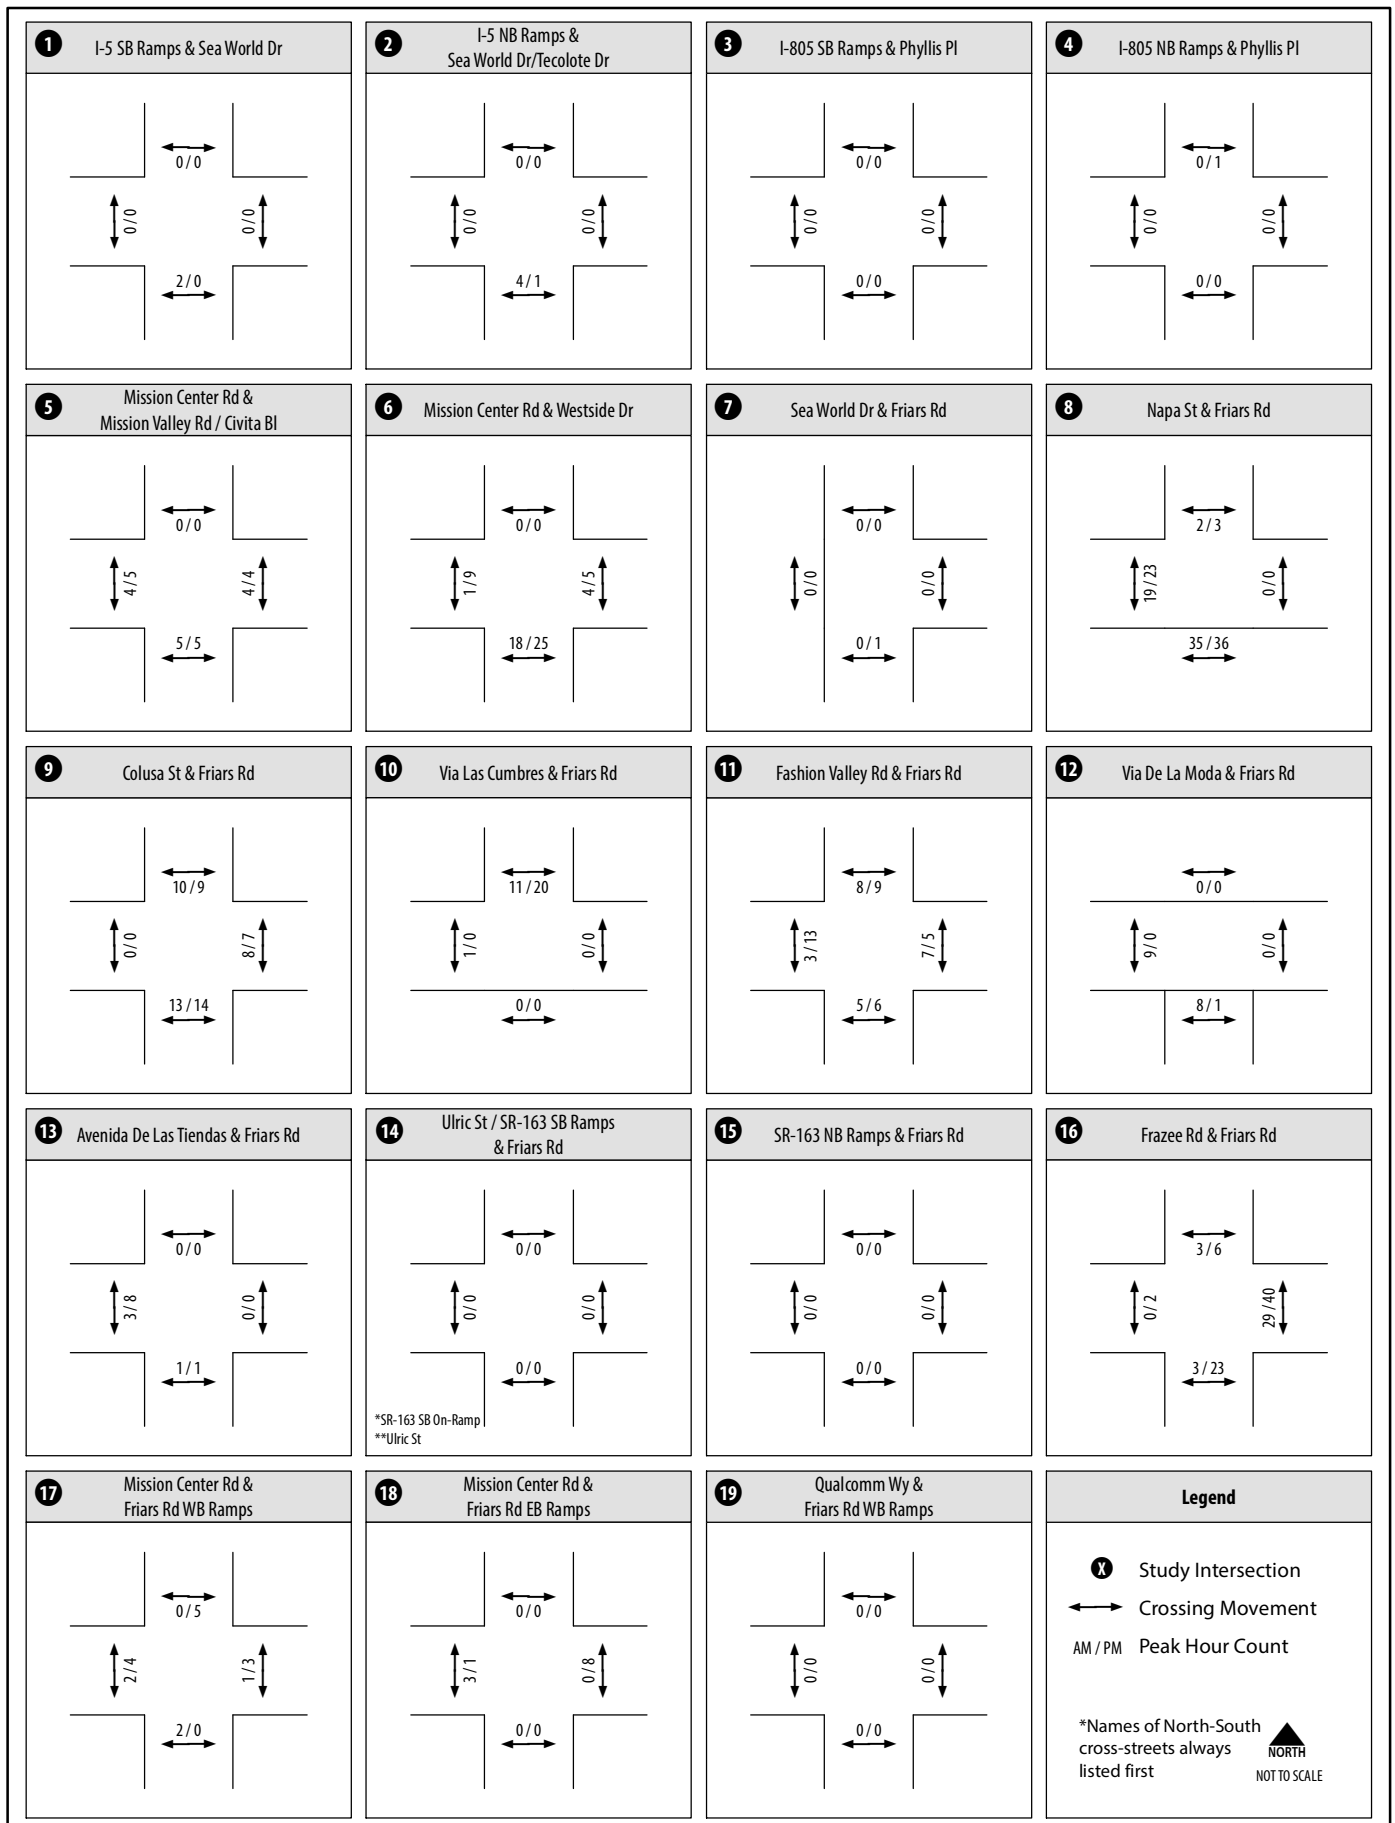 1
I-5 SB Ramps & Sea World Dr
0 / 0
0 / 0
0 / 0
2 / 0
2
I-5 NB Ramps &
Sea World Dr/Tecolote Dr
0 / 0
0 / 0
0 / 0
4 / 1
3
I-805 SB Ramps & Phyllis Pl
0 / 0
0 / 0
0 / 0
0 / 0
4
I-805 NB Ramps & Phyllis Pl
0 / 1
0 / 0
0 / 0
0 / 0
5
Mission Center Rd &
Mission Valley Rd / Civita Bl
0 / 0
4 / 5
4 / 4
5 / 5
6
Mission Center Rd & Westside Dr
0 / 0
1 / 9
4 / 5
18 / 25
7
Sea World Dr & Friars Rd
0 / 0
0 / 0
0 / 0
0 / 1
8
Napa St & Friars Rd
2 / 3
19 / 23
0 / 0
35 / 36
9
Colusa St & Friars Rd
10 / 9
0 / 0
8 / 7
13 / 14
10
Via Las Cumbres & Friars Rd
11 / 20
1 / 0
0 / 0
0 / 0
11
Fashion Valley Rd & Friars Rd
8 / 9
3 / 13
7 / 5
5 / 6
12
Via De La Moda & Friars Rd
0 / 0
9 / 0
0 / 0
8 / 1
13
Avenida De Las Tiendas & Friars Rd
0 / 0
3 / 8
0 / 0
1 / 1
14
Ulric St / SR-163 SB Ramps
& Friars Rd
0 / 0
0 / 0
0 / 0
0 / 0
*SR-163 SB On-Ramp
**Ulric St
15
SR-163 NB Ramps & Friars Rd
0 / 0
0 / 0
0 / 0
0 / 0
16
Frazee Rd & Friars Rd
3 / 6
0 / 2
29 / 40
3 / 23
17
Mission Center Rd &
Friars Rd WB Ramps
0 / 5
2 / 4
1 / 3
2 / 0
18
Mission Center Rd &
Friars Rd EB Ramps
0 / 0
3 / 1
0 / 8
0 / 0
19
Qualcomm Wy &
Friars Rd WB Ramps
0 / 0
0 / 0
0 / 0
0 / 0
Legend
X Study Intersection
Crossing Movement
AM / PM Peak Hour Count
*Names of North-South
cross-streets always
listed first
NORTH
NOT TO SCALE